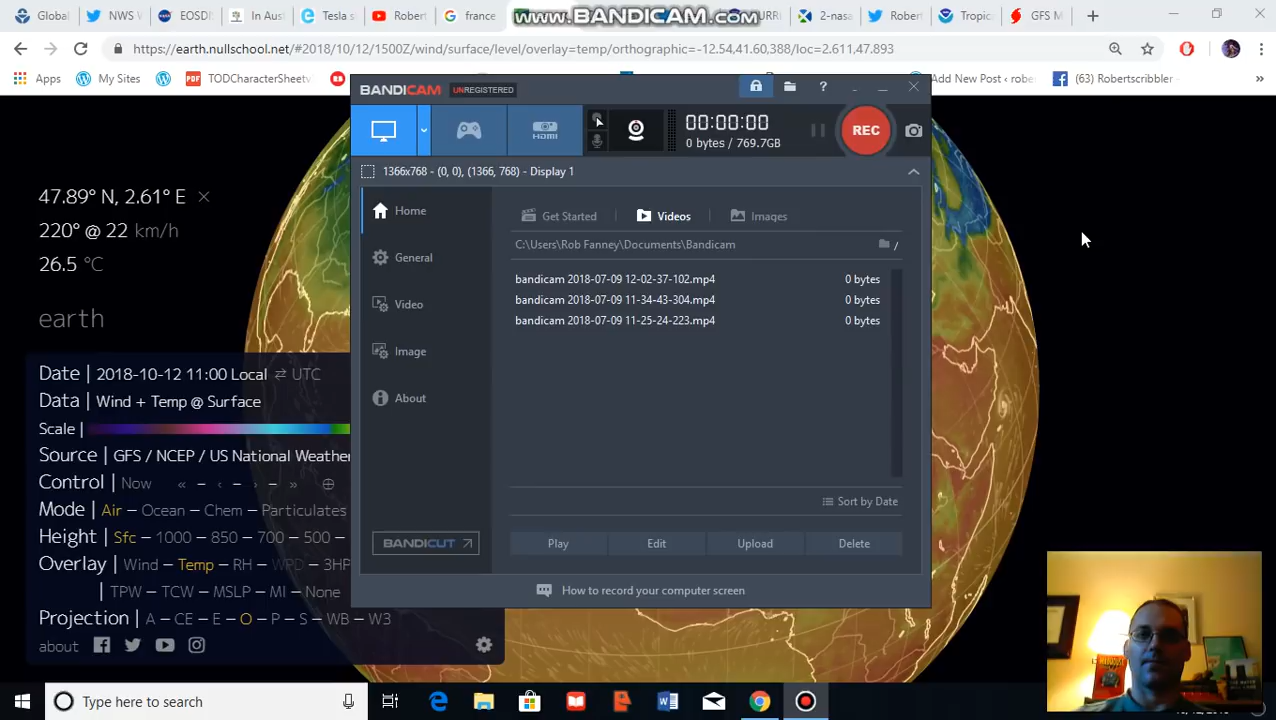 Global
NWS
EOSDI
In Aust
Tesla s
Robert
france
www.BANDICAM.com
URRI
2-nasa
Robert
Tropic
GFS M
https://earth.nullschool.net/#2018/10/12/1500Z/wind/surface/level/overlay=temp/orthographic=-12.54,41.60,388/loc=2.611,47.893
Apps
My Sites
TODCharacterSheetv
Add New Post ‹ robe
(63) Robertscribbler -
BANDICAM UNREGISTERED
HDMI
00:00:00
0 bytes / 769.7GB
REC
1366x768 - (0, 0), (1366, 768) - Display 1
Home
General
Video
Image
About
BANDICUT
Get Started
Videos
Images
C:\Users\Rob Fanney\Documents\Bandicam
/
bandicam 2018-07-09 12-02-37-102.mp4 0 bytes
bandicam 2018-07-09 11-34-43-304.mp4 0 bytes
bandicam 2018-07-09 11-25-24-223.mp4 0 bytes
Sort by Date
Play Edit Upload Delete
How to record your computer screen
47.89° N, 2.61° E ×
220° @ 22 km/h
26.5 °C
earth
Date | 2018-10-12 11:00 Local ⇄ UTC
Data | Wind + Temp @ Surface
Scale |
Source | GFS / NCEP / US National Weather
Control | Now « – ‹ – › – »
Mode | Air – Ocean – Chem – Particulates
Height | Sfc – 1000 – 850 – 700 – 500 –
Overlay | Wind – Temp – RH – WPD – 3HP
| TPW – TCW – MSLP – MI – None
Projection | A – CE – E – O – P – S – WB – W3
about
Type here to search